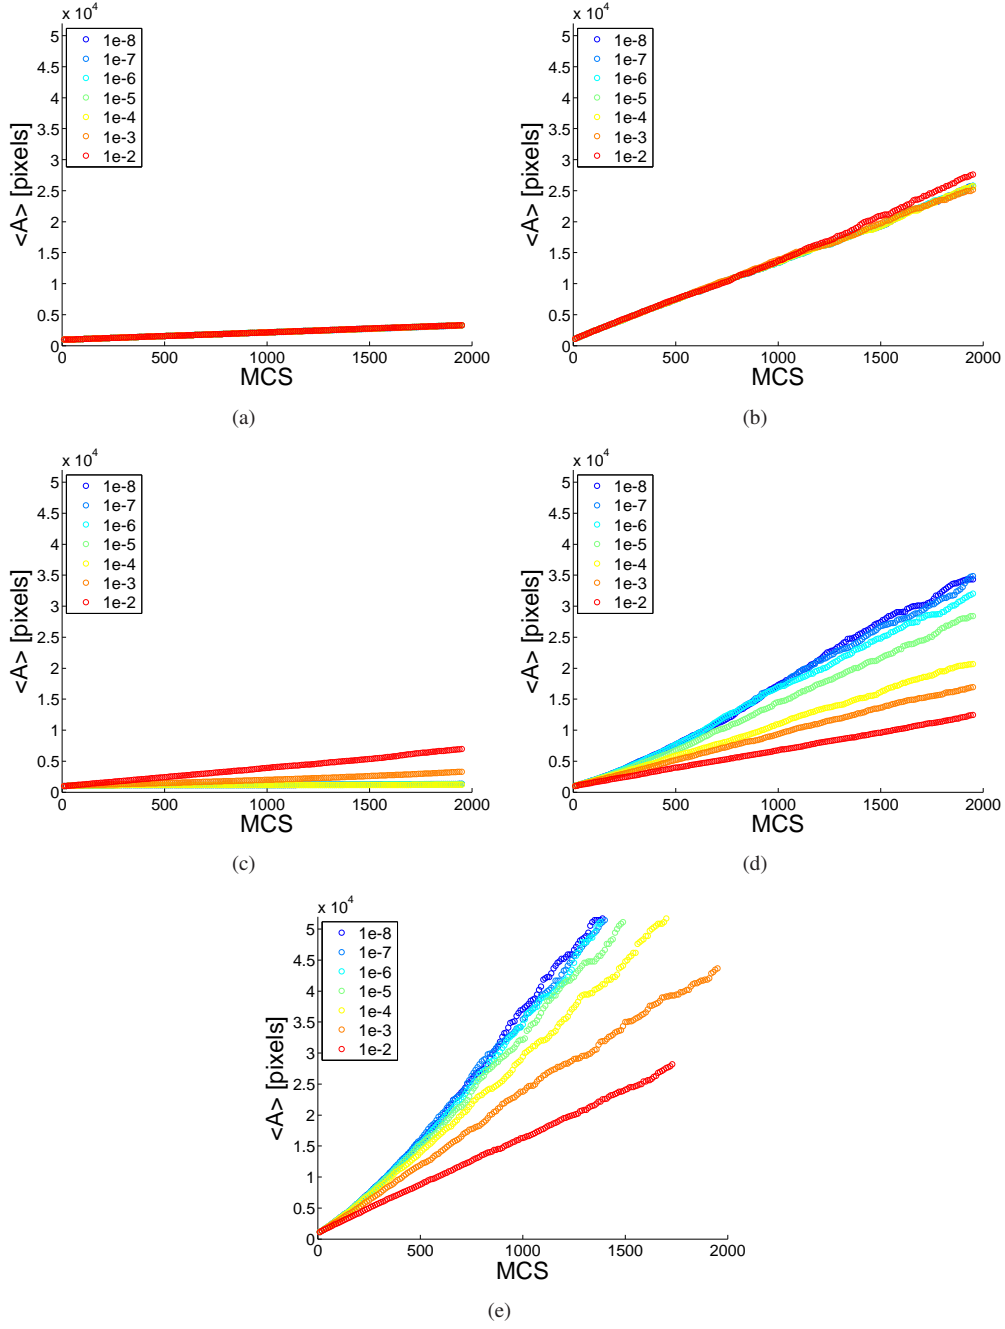 x 10^4
5
4.5
4
3.5
3
2.5
2
1.5
1
0.5
0
<A> [pixels]
1e-8
1e-7
1e-6
1e-5
1e-4
1e-3
1e-2
0 500 1000 1500 2000
MCS
(a)
x 10^4
5
4.5
4
3.5
3
2.5
2
1.5
1
0.5
0
<A> [pixels]
1e-8
1e-7
1e-6
1e-5
1e-4
1e-3
1e-2
0 500 1000 1500 2000
MCS
(b)
x 10^4
5
4.5
4
3.5
3
2.5
2
1.5
1
0.5
0
<A> [pixels]
1e-8
1e-7
1e-6
1e-5
1e-4
1e-3
1e-2
0 500 1000 1500 2000
MCS
(c)
x 10^4
5
4.5
4
3.5
3
2.5
2
1.5
1
0.5
0
<A> [pixels]
1e-8
1e-7
1e-6
1e-5
1e-4
1e-3
1e-2
0 500 1000 1500 2000
MCS
(d)
x 10^4
5
4.5
4
3.5
3
2.5
2
1.5
1
0.5
0
<A> [pixels]
1e-8
1e-7
1e-6
1e-5
1e-4
1e-3
1e-2
0 500 1000 1500 2000
MCS
(e)